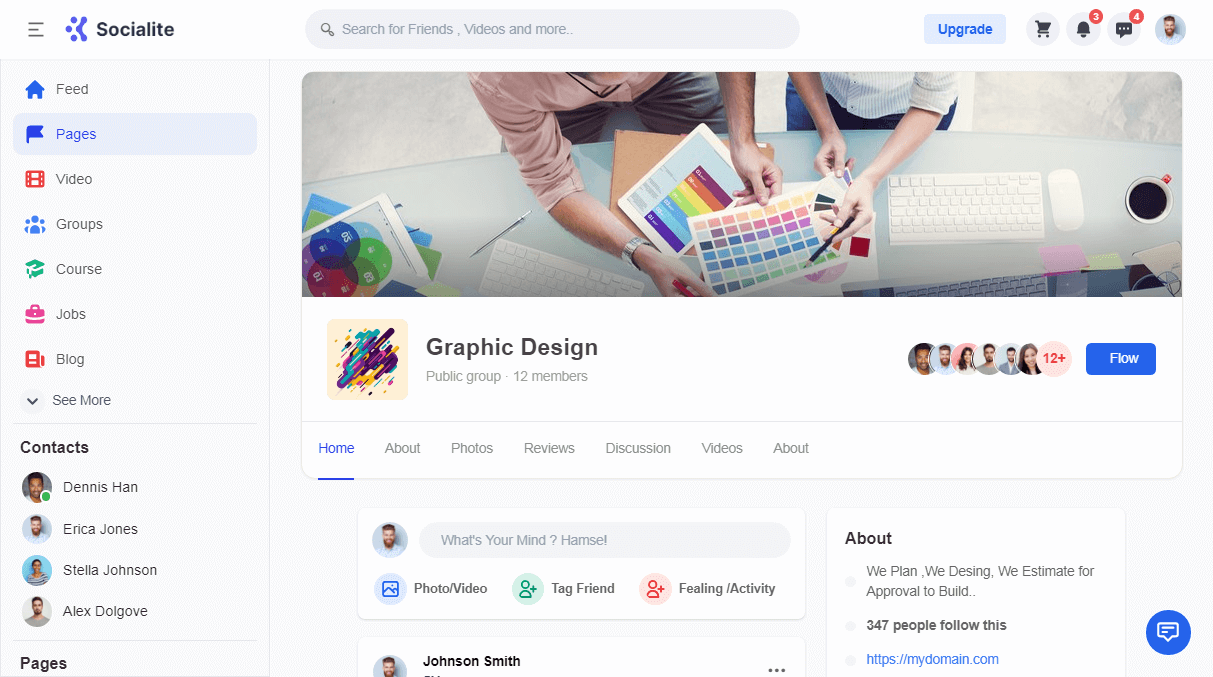 Socialite
Search for Friends , Videos and more..
Upgrade
3
4
Feed
Pages
Video
Groups
Course
Jobs
Blog
See More
Contacts
Dennis Han
Erica Jones
Stella Johnson
Alex Dolgove
Pages
Graphic Design
Public group · 12 members
12+
Flow
Home About Photos Reviews Discussion Videos About
What's Your Mind ? Hamse!
Photo/Video Tag Friend Fealing /Activity
Johnson Smith
About
We Plan ,We Desing, We Estimate for
Approval to Build..
347 people follow this
https://mydomain.com